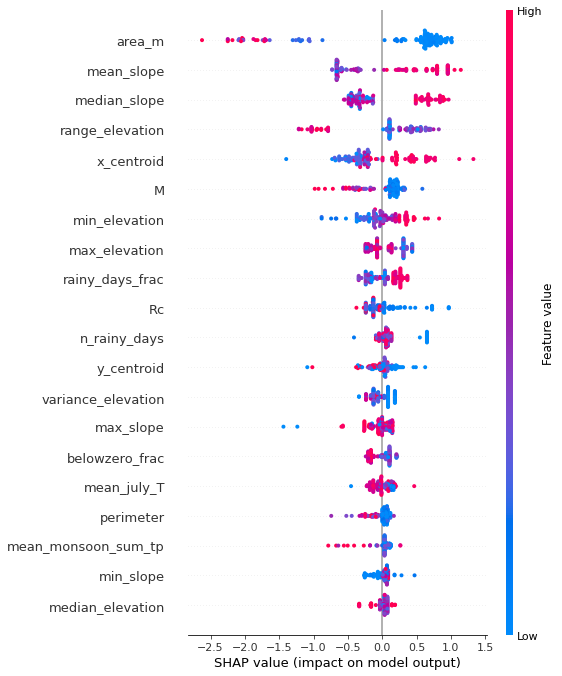 High
area_m
mean_slope
median_slope
range_elevation
x_centroid
M
min_elevation
max_elevation
rainy_days_frac
Rc
n_rainy_days
y_centroid
variance_elevation
max_slope
belowzero_frac
mean_july_T
perimeter
mean_monsoon_sum_tp
min_slope
median_elevation
Feature value
Low
−2.5 −2.0 −1.5 −1.0 −0.5 0.0 0.5 1.0 1.5
SHAP value (impact on model output)